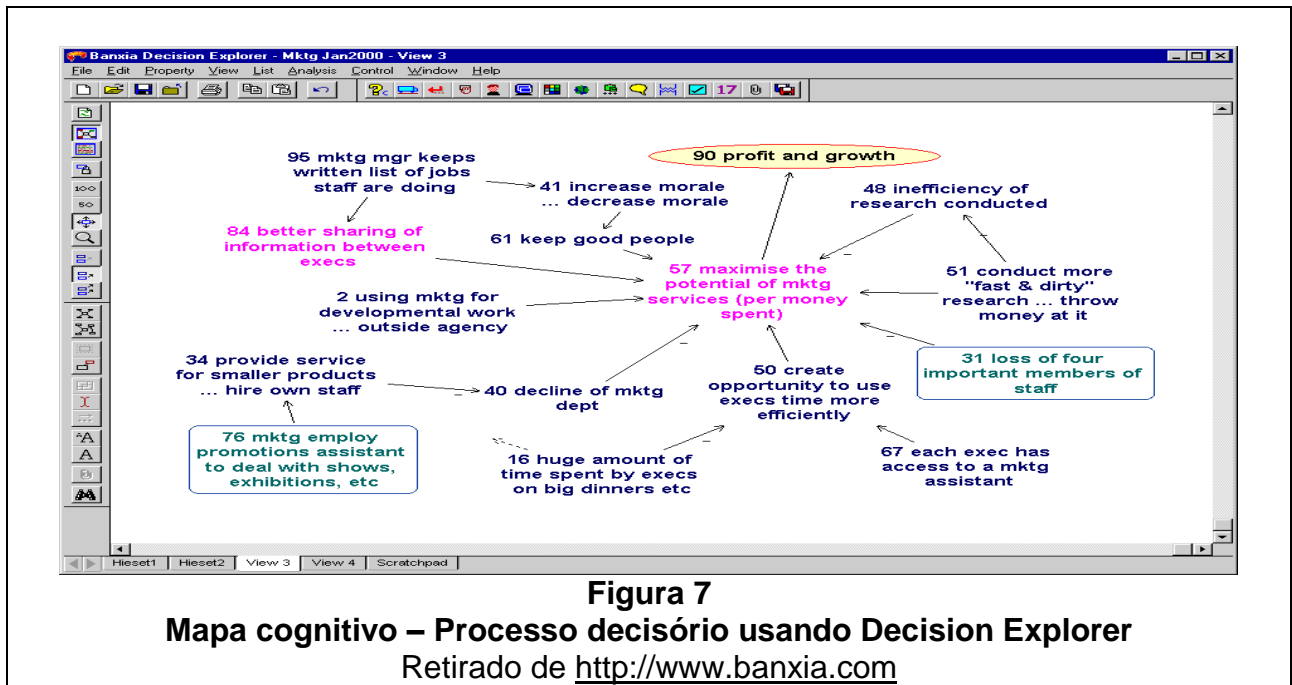 Banxia Decision Explorer - Mktg Jan2000 - View 3
File Edit Property View List Analysis Control Window Help
17
100
50
A
A
95 mktg mgr keeps
written list of jobs
staff are doing
90 profit and growth
41 increase morale
... decrease morale
48 inefficiency of
research conducted
84 better sharing of
information between
execs
61 keep good people
57 maximise the
potential of mktg
services (per money
spent)
51 conduct more
"fast & dirty"
research ... throw
money at it
2 using mktg for
developmental work
... outside agency
34 provide service
for smaller products
... hire own staff
40 decline of mktg
dept
50 create
opportunity to use
execs time more
efficiently
31 loss of four
important members of
staff
76 mktg employ
promotions assistant
to deal with shows,
exhibitions, etc
16 huge amount of
time spent by execs
on big dinners etc
67 each exec has
access to a mktg
assistant
Hieset1 Hieset2 View 3 View 4 Scratchpad
Figura 7
Mapa cognitivo – Processo decisório usando Decision Explorer
Retirado de http://www.banxia.com